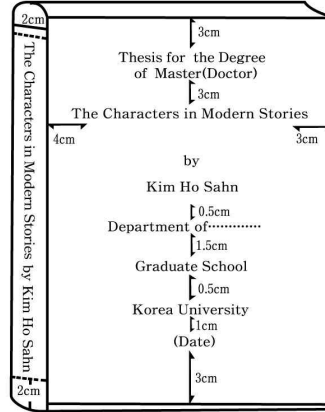 2cm
The Characters in Modern Stories by Kim Ho Sahn
2cm
3cm
Thesis for the Degree
of Master(Doctor)
3cm
The Characters in Modern Stories
4cm
3cm
by
Kim Ho Sahn
0.5cm
Department of·············
1.5cm
Graduate School
0.5cm
Korea University
1cm
(Date)
3cm